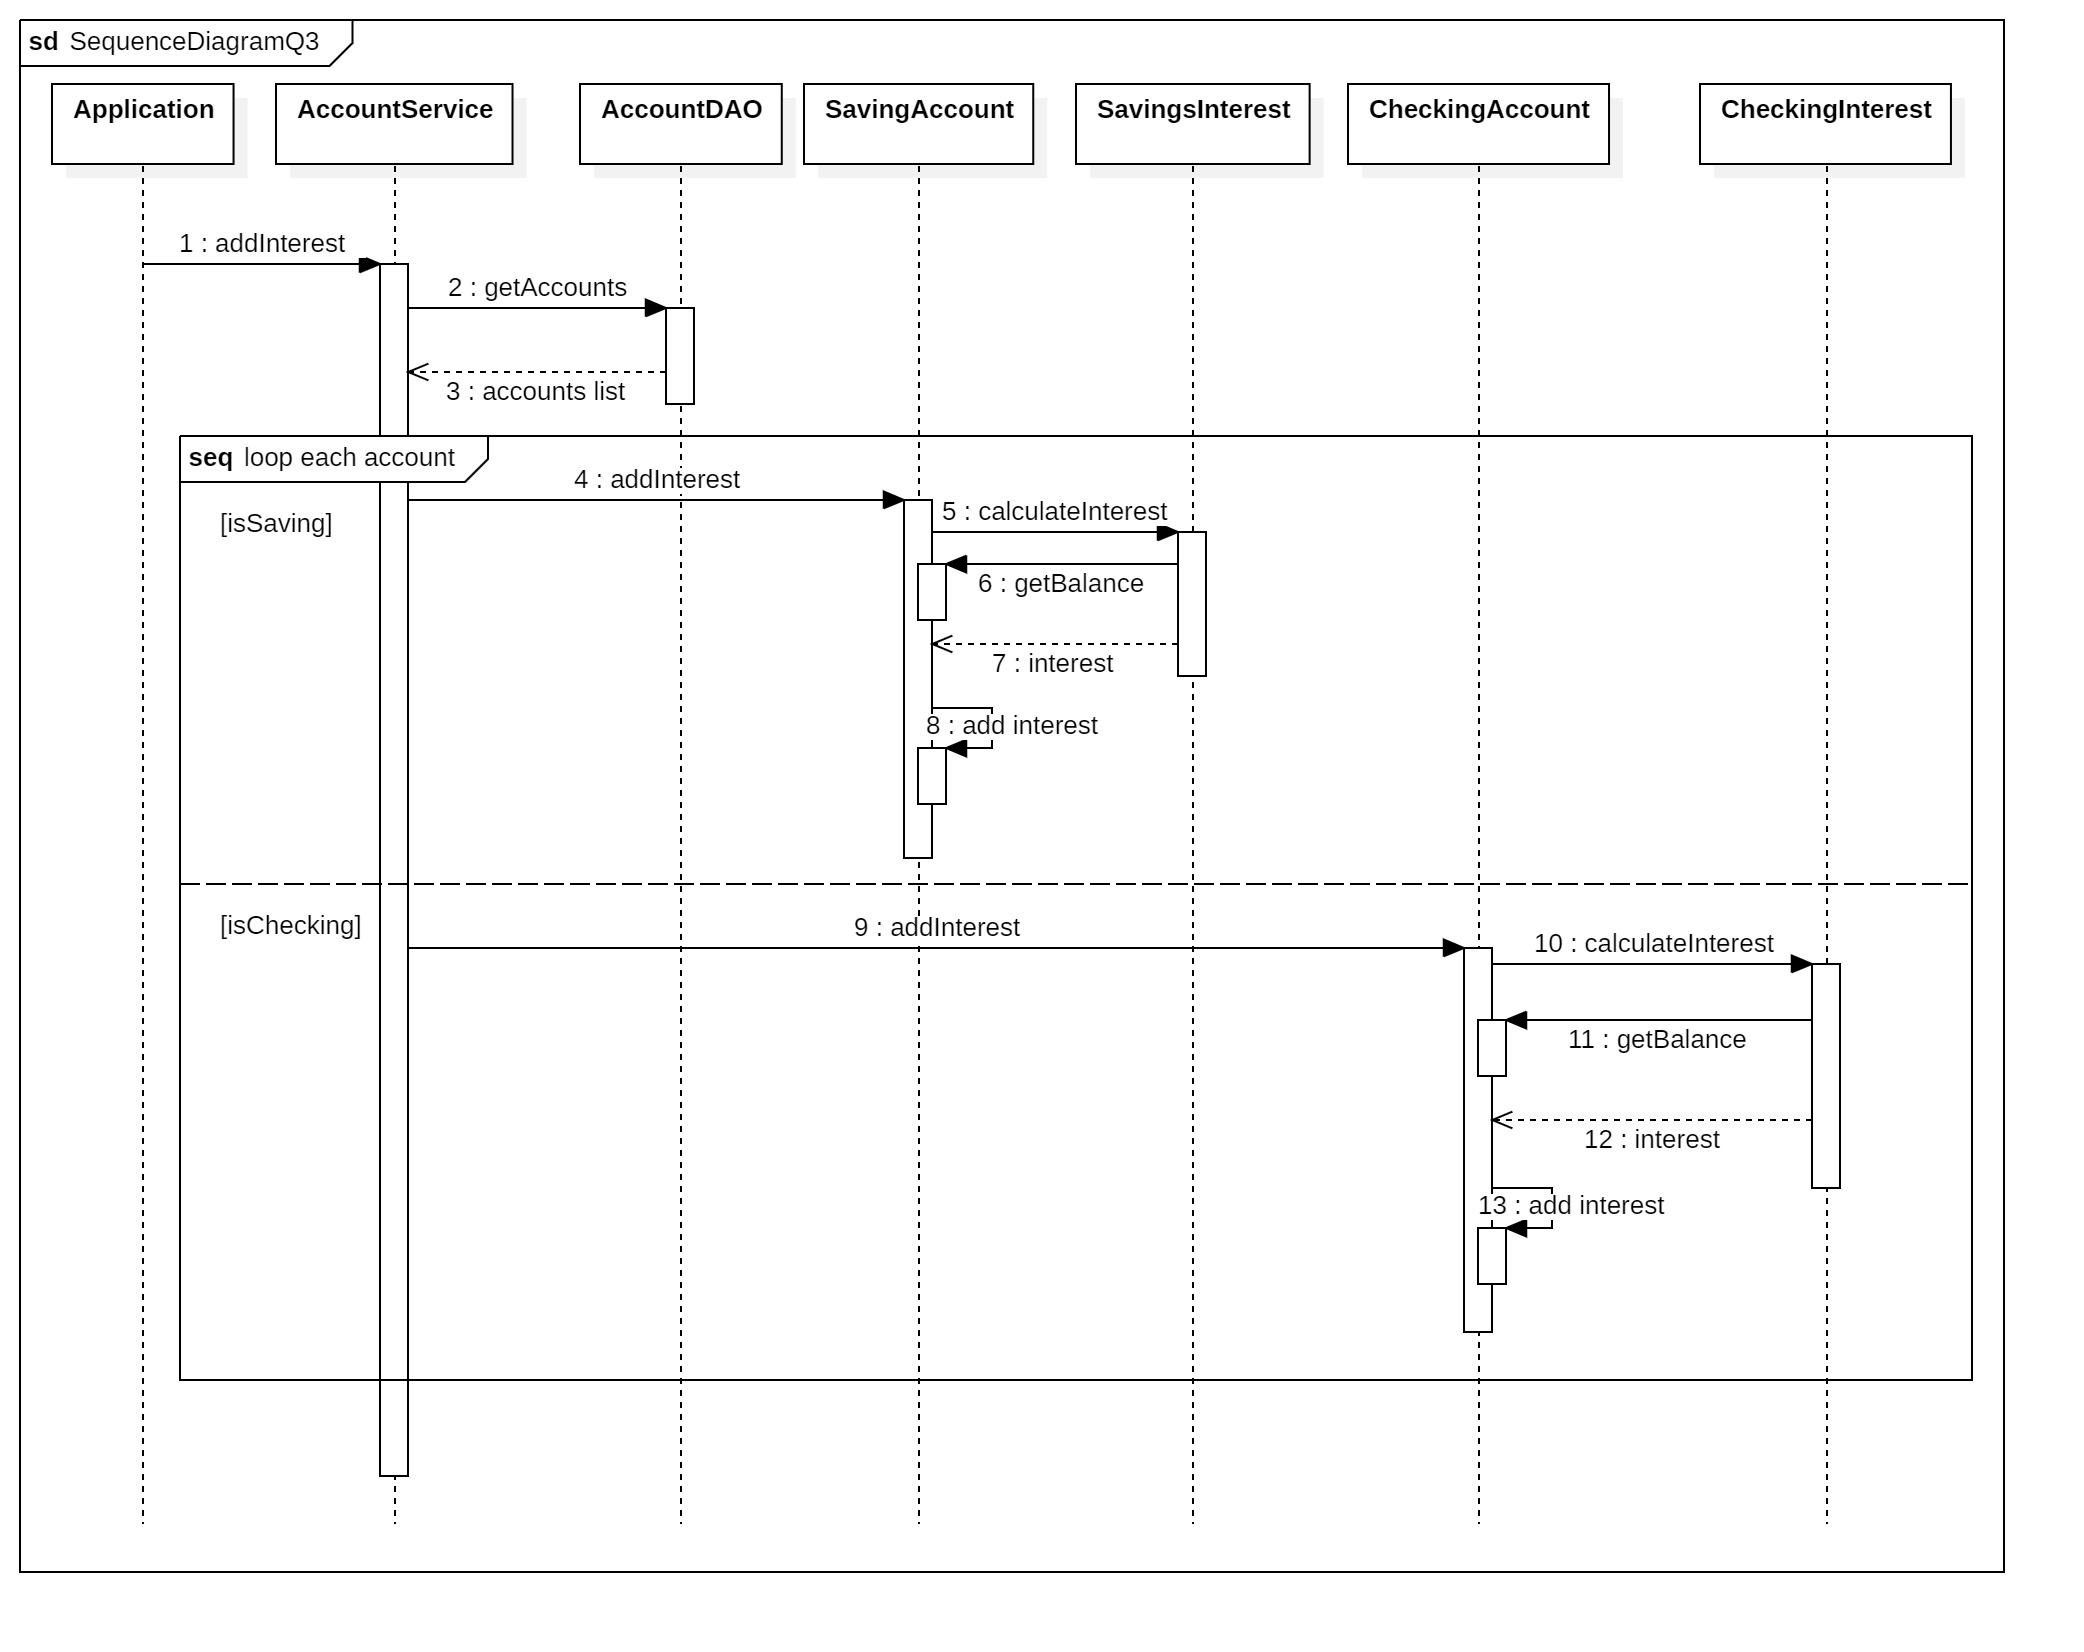 sd SequenceDiagramQ3
Application
AccountService
AccountDAO
SavingAccount
SavingsInterest
CheckingAccount
CheckingInterest
1 : addInterest
2 : getAccounts
3 : accounts list
seq loop each account
4 : addInterest
[isSaving]
5 : calculateInterest
6 : getBalance
7 : interest
8 : add interest
[isChecking]
9 : addInterest
10 : calculateInterest
11 : getBalance
12 : interest
13 : add interest